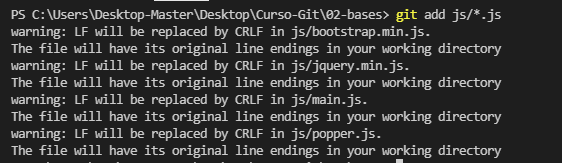 PS C:\Users\Desktop-Master\Desktop\Curso-Git\02-bases> git add js/*.js
warning: LF will be replaced by CRLF in js/bootstrap.min.js.
The file will have its original line endings in your working directory
warning: LF will be replaced by CRLF in js/jquery.min.js.
The file will have its original line endings in your working directory
warning: LF will be replaced by CRLF in js/main.js.
The file will have its original line endings in your working directory
warning: LF will be replaced by CRLF in js/popper.js.
The file will have its original line endings in your working directory